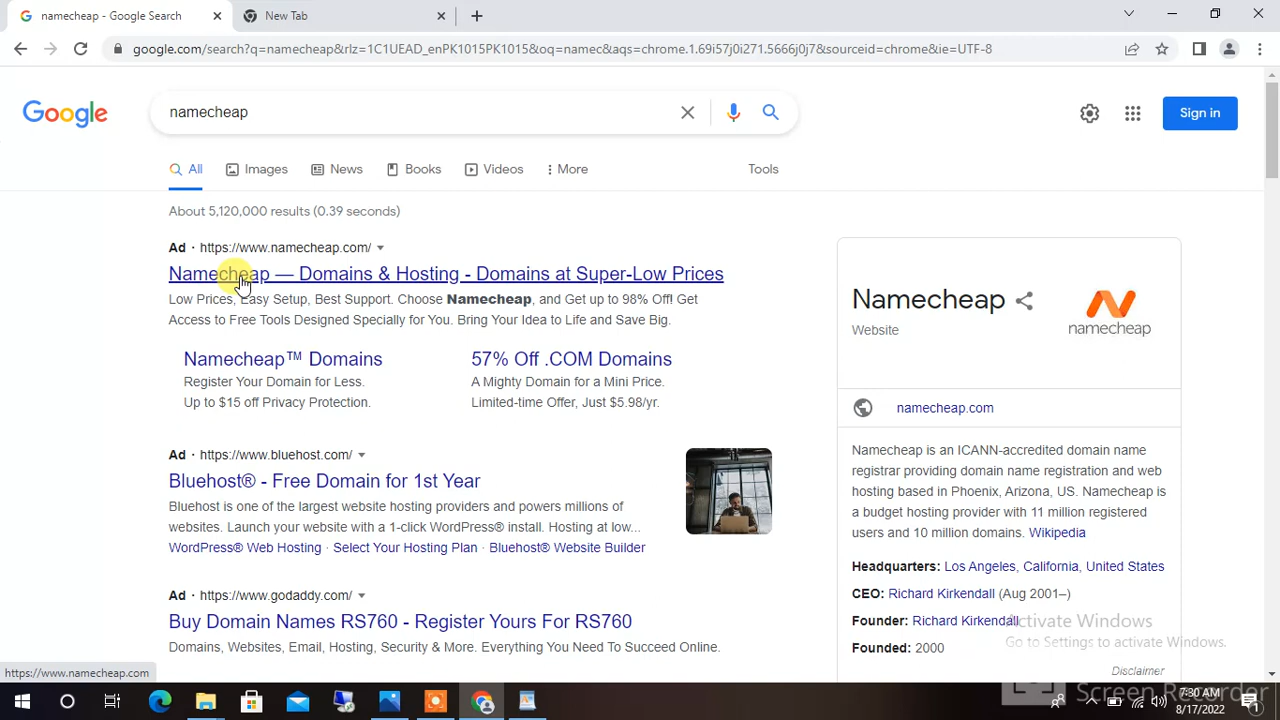 namecheap - Google Search
New Tab
google.com/search?q=namecheap&rlz=1C1UEAD_enPK1015PK1015&oq=namec&aqs=chrome.1.69i57j0i271.5666j0j7&sourceid=chrome&ie=UTF-8
Google
namecheap
Sign in
All
Images
News
Books
Videos
More
Tools
About 5,120,000 results (0.39 seconds)
Ad · https://www.namecheap.com/
Namecheap — Domains & Hosting - Domains at Super-Low Prices
Low Prices, Easy Setup, Best Support. Choose Namecheap, and Get up to 98% Off! Get
Access to Free Tools Designed Specially for You. Bring Your Idea to Life and Save Big.
Namecheap™ Domains
Register Your Domain for Less.
Up to $15 off Privacy Protection.
57% Off .COM Domains
A Mighty Domain for a Mini Price.
Limited-time Offer, Just $5.98/yr.
Ad · https://www.bluehost.com/
Bluehost® - Free Domain for 1st Year
Bluehost is one of the largest website hosting providers and powers millions of
websites. Launch your website with a 1-click WordPress® install. Hosting at low...
WordPress® Web Hosting · Select Your Hosting Plan · Bluehost® Website Builder
Ad · https://www.godaddy.com/
Buy Domain Names RS760 - Register Yours For RS760
Domains, Websites, Email, Hosting, Security & More. Everything You Need To Succeed Online.
Namecheap
Website
namecheap
namecheap.com
Namecheap is an ICANN-accredited domain name
registrar providing domain name registration and web
hosting based in Phoenix, Arizona, US. Namecheap is
a budget hosting provider with 11 million registered
users and 10 million domains. Wikipedia
Headquarters: Los Angeles, California, United States
CEO: Richard Kirkendall (Aug 2001–)
Founder: Richard Kirkendall
Founded: 2000
Disclaimer
Activate Windows
Go to Settings to activate Windows.
https://www.namecheap.com
Screen Recorder
7:30 AM
8/17/2022
1